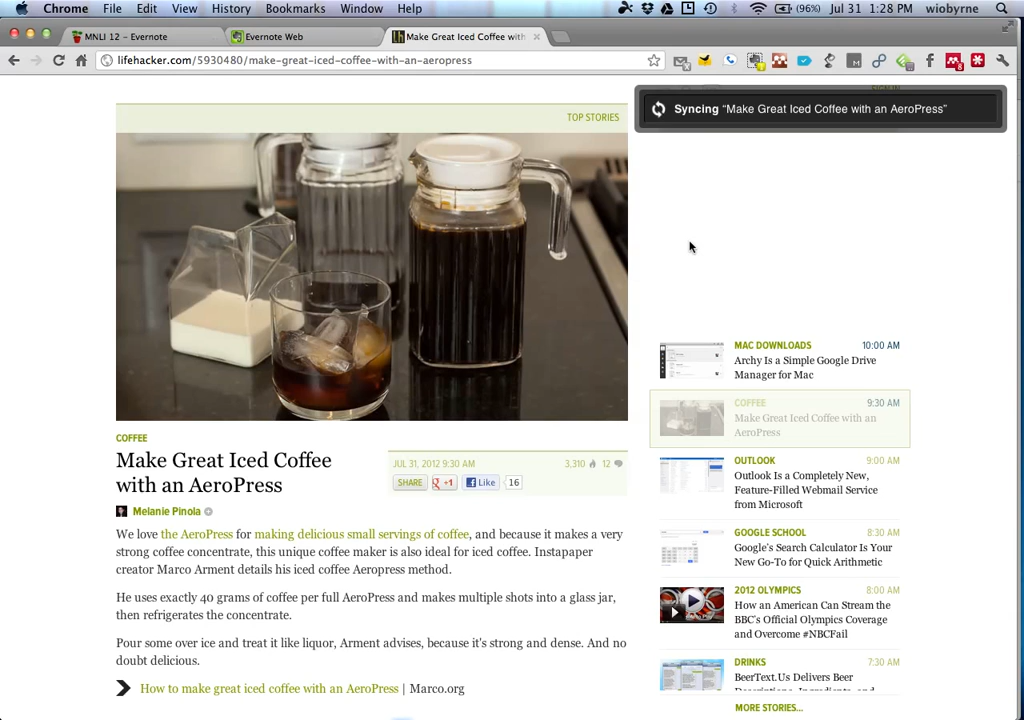 Chrome File Edit View History Bookmarks Window Help (96%) Jul 31 1:28 PM wiobyrne
MNLI 12 – Evernote
Evernote Web
Make Great Iced Coffee with
lifehacker.com/5930480/make-great-iced-coffee-with-an-aeropress
Syncing “Make Great Iced Coffee with an AeroPress”
TOP STORIES
COFFEE
Make Great Iced Coffee
with an AeroPress
JUL 31, 2012 9:30 AM 3,310 12
SHARE +1 Like 16
Melanie Pinola
We love the AeroPress for making delicious small servings of coffee, and because it makes a very
strong coffee concentrate, this unique coffee maker is also ideal for iced coffee. Instapaper
creator Marco Arment details his iced coffee Aeropress method.
He uses exactly 40 grams of coffee per full AeroPress and makes multiple shots into a glass jar,
then refrigerates the concentrate.
Pour some over ice and treat it like liquor, Arment advises, because it's strong and dense. And no
doubt delicious.
How to make great iced coffee with an AeroPress | Marco.org
MAC DOWNLOADS 10:00 AM
Archy Is a Simple Google Drive
Manager for Mac
COFFEE 9:30 AM
Make Great Iced Coffee with an
AeroPress
OUTLOOK 9:00 AM
Outlook Is a Completely New,
Feature-Filled Webmail Service
from Microsoft
GOOGLE SCHOOL 8:30 AM
Google's Search Calculator Is Your
New Go-To for Quick Arithmetic
2012 OLYMPICS 8:00 AM
How an American Can Stream the
BBC's Official Olympics Coverage
and Overcome #NBCFail
DRINKS 7:30 AM
BeerText.Us Delivers Beer
MORE STORIES...